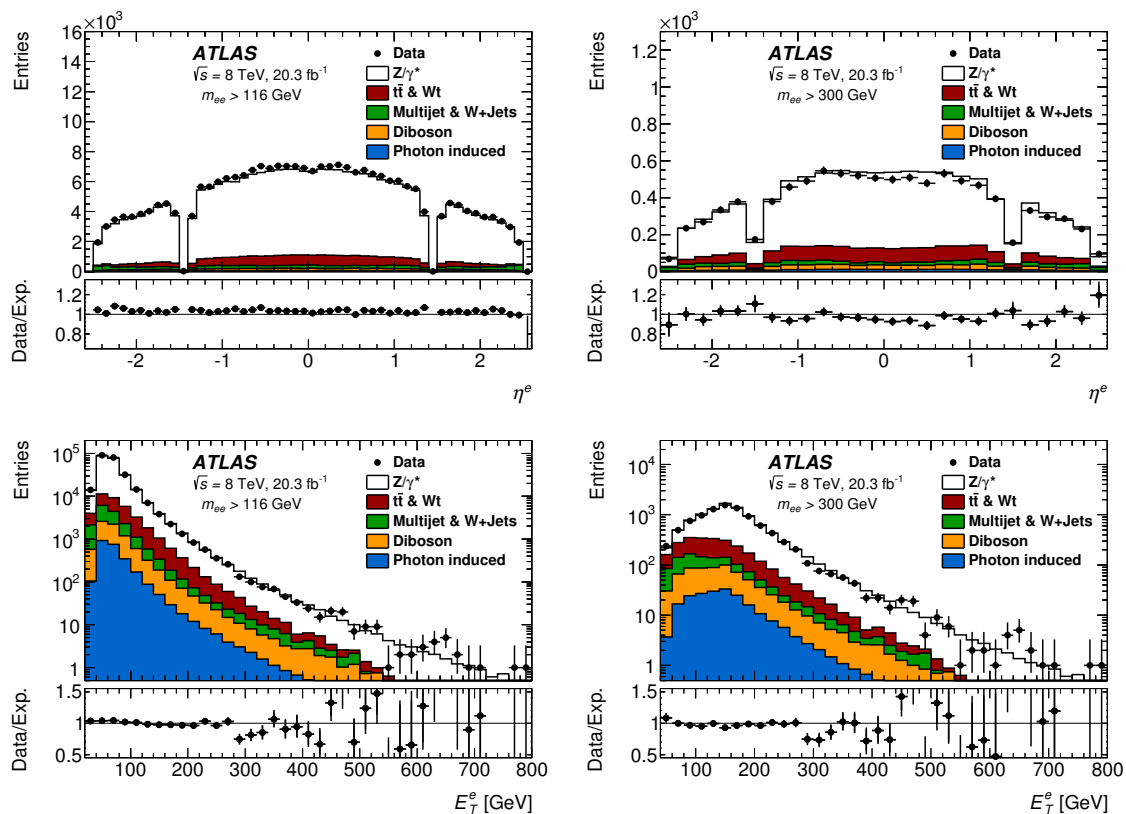 ×10³
Entries
16
14
12
10
8
6
4
2
0
ATLAS
√s = 8 TeV, 20.3 fb⁻¹
m_ee > 116 GeV
Data
Z/γ*
tt̄ & Wt
Multijet & W+Jets
Diboson
Photon induced
Data/Exp.
1.2
1
0.8
-2 -1 0 1 2
η^e
×10³
Entries
1.2
1
0.8
0.6
0.4
0.2
0
ATLAS
√s = 8 TeV, 20.3 fb⁻¹
m_ee > 300 GeV
Data
Z/γ*
tt̄ & Wt
Multijet & W+Jets
Diboson
Photon induced
Data/Exp.
1.2
1
0.8
-2 -1 0 1 2
η^e
Entries
10⁵
10⁴
10³
10²
10
1
ATLAS
√s = 8 TeV, 20.3 fb⁻¹
m_ee > 116 GeV
Data
Z/γ*
tt̄ & Wt
Multijet & W+Jets
Diboson
Photon induced
Data/Exp.
1.5
1
0.5
100 200 300 400 500 600 700 800
E_T^e [GeV]
Entries
10⁴
10³
10²
10
1
ATLAS
√s = 8 TeV, 20.3 fb⁻¹
m_ee > 300 GeV
Data
Z/γ*
tt̄ & Wt
Multijet & W+Jets
Diboson
Photon induced
Data/Exp.
1.5
1
0.5
100 200 300 400 500 600 700 800
E_T^e [GeV]